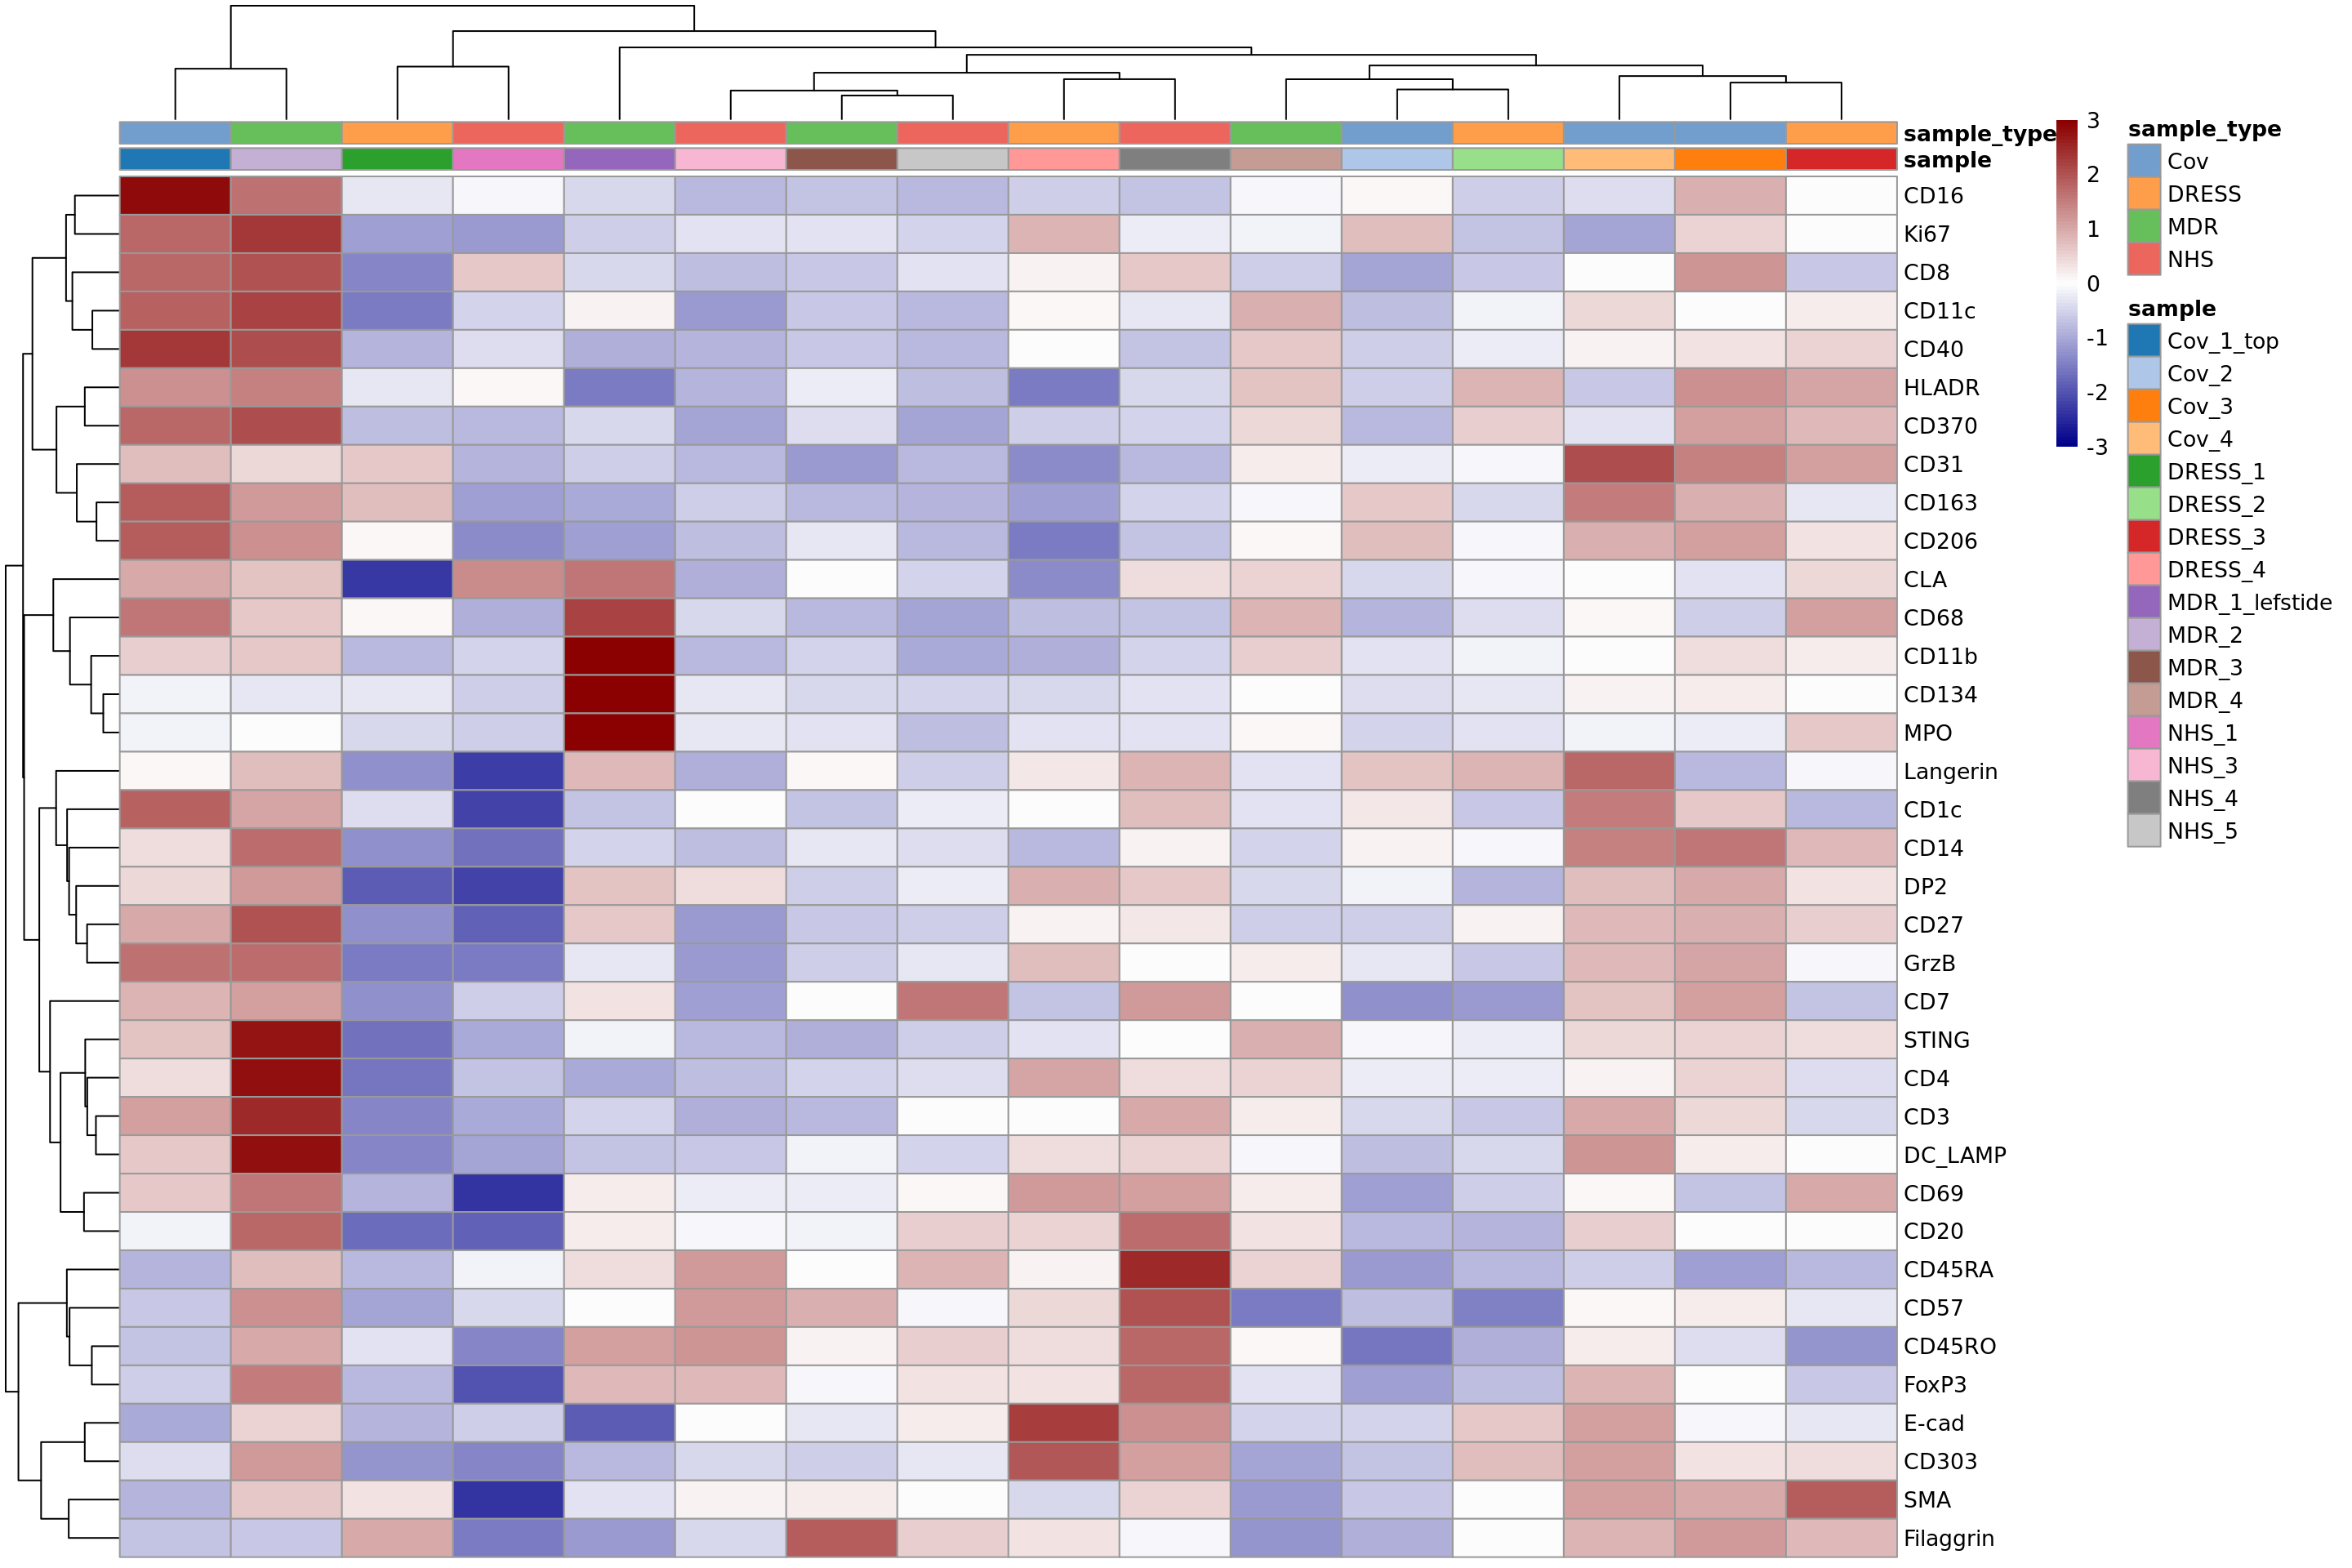 sample_type
sample
CD16
Ki67
CD8
CD11c
CD40
HLADR
CD370
CD31
CD163
CD206
CLA
CD68
CD11b
CD134
MPO
Langerin
CD1c
CD14
DP2
CD27
GrzB
CD7
STING
CD4
CD3
DC_LAMP
CD69
CD20
CD45RA
CD57
CD45RO
FoxP3
E-cad
CD303
SMA
Filaggrin
3
2
1
0
-1
-2
-3
sample_type
Cov
DRESS
MDR
NHS
sample
Cov_1_top
Cov_2
Cov_3
Cov_4
DRESS_1
DRESS_2
DRESS_3
DRESS_4
MDR_1_lefstide
MDR_2
MDR_3
MDR_4
NHS_1
NHS_3
NHS_4
NHS_5